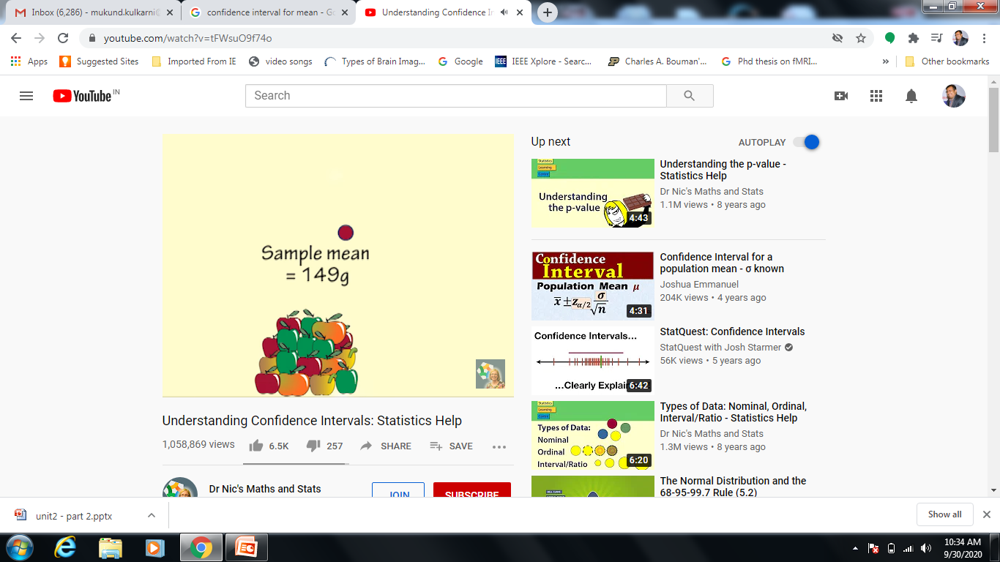 Inbox (6,286) - mukund.kulkarni@
confidence interval for mean - Go
Understanding Confidence In
youtube.com/watch?v=tFWsuO9f74o
Apps
Suggested Sites
Imported From IE
video songs
Types of Brain Imag...
Google
IEEE
IEEE Xplore - Searc...
Charles A. Bouman'...
Phd thesis on fMRI...
»
Other bookmarks
YouTube IN
Search
Sample mean
= 149g
Understanding Confidence Intervals: Statistics Help
1,058,869 views
6.5K
257
SHARE
SAVE
Dr Nic's Maths and Stats
JOIN
SUBSCRIBE
Up next
AUTOPLAY
Statistics
Learning
Centre
Understanding
the p-value
4:43
Understanding the p-value -
Statistics Help
Dr Nic's Maths and Stats
1.1M views • 8 years ago
Confidence
Interval
Population Mean μ
x̅ ± zα/2 σ/√n
4:31
Confidence Interval for a
population mean - σ known
Joshua Emmanuel
204K views • 4 years ago
Confidence Intervals...
...Clearly Explai
6:42
StatQuest: Confidence Intervals
StatQuest with Josh Starmer
56K views • 5 years ago
Statistics
Learning
Centre
Types of Data:
Nominal
Ordinal
Interval/Ratio
6:20
Types of Data: Nominal, Ordinal,
Interval/Ratio - Statistics Help
Dr Nic's Maths and Stats
1.3M views • 8 years ago
The Normal Distribution and the
68-95-99.7 Rule (5.2)
unit2 - part 2.pptx
Show all
10:34 AM
9/30/2020